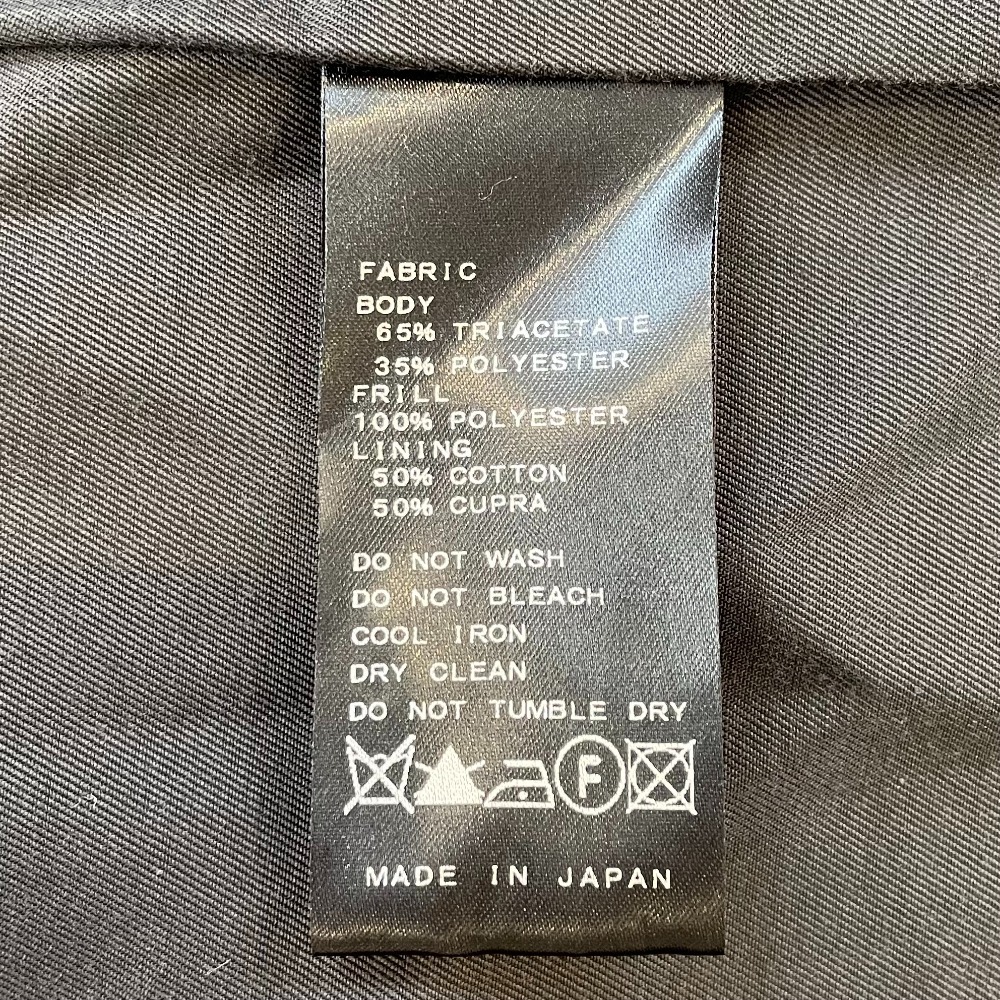 FABRIC
BODY
65% TRIACETATE
35% POLYESTER
FRILL
100% POLYESTER
LINING
50% COTTON
50% CUPRA
DO NOT WASH
DO NOT BLEACH
COOL IRON
DRY CLEAN
DO NOT TUMBLE DRY
F
MADE IN JAPAN